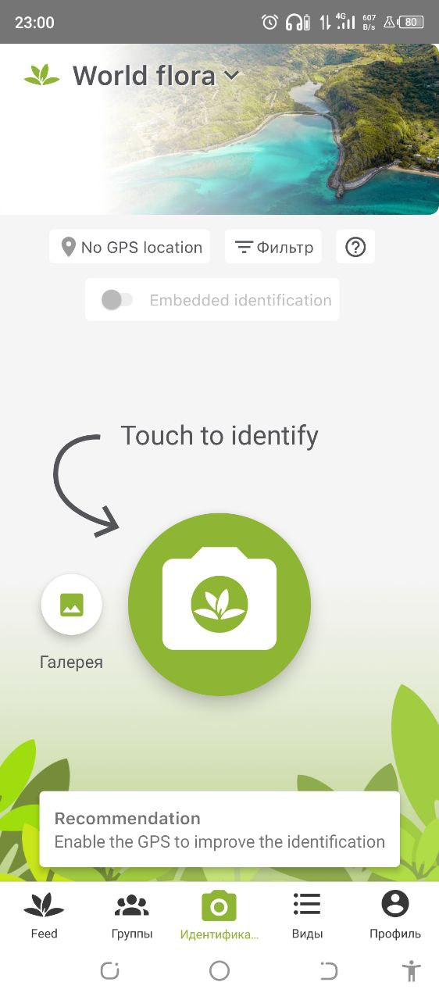 23:00
4G
607
B/s
80
World flora
No GPS location
Фильтр
Embedded identification
Touch to identify
Галерея
Recommendation
Enable the GPS to improve the identification
Feed
Группы
Идентифика...
Виды
Профиль